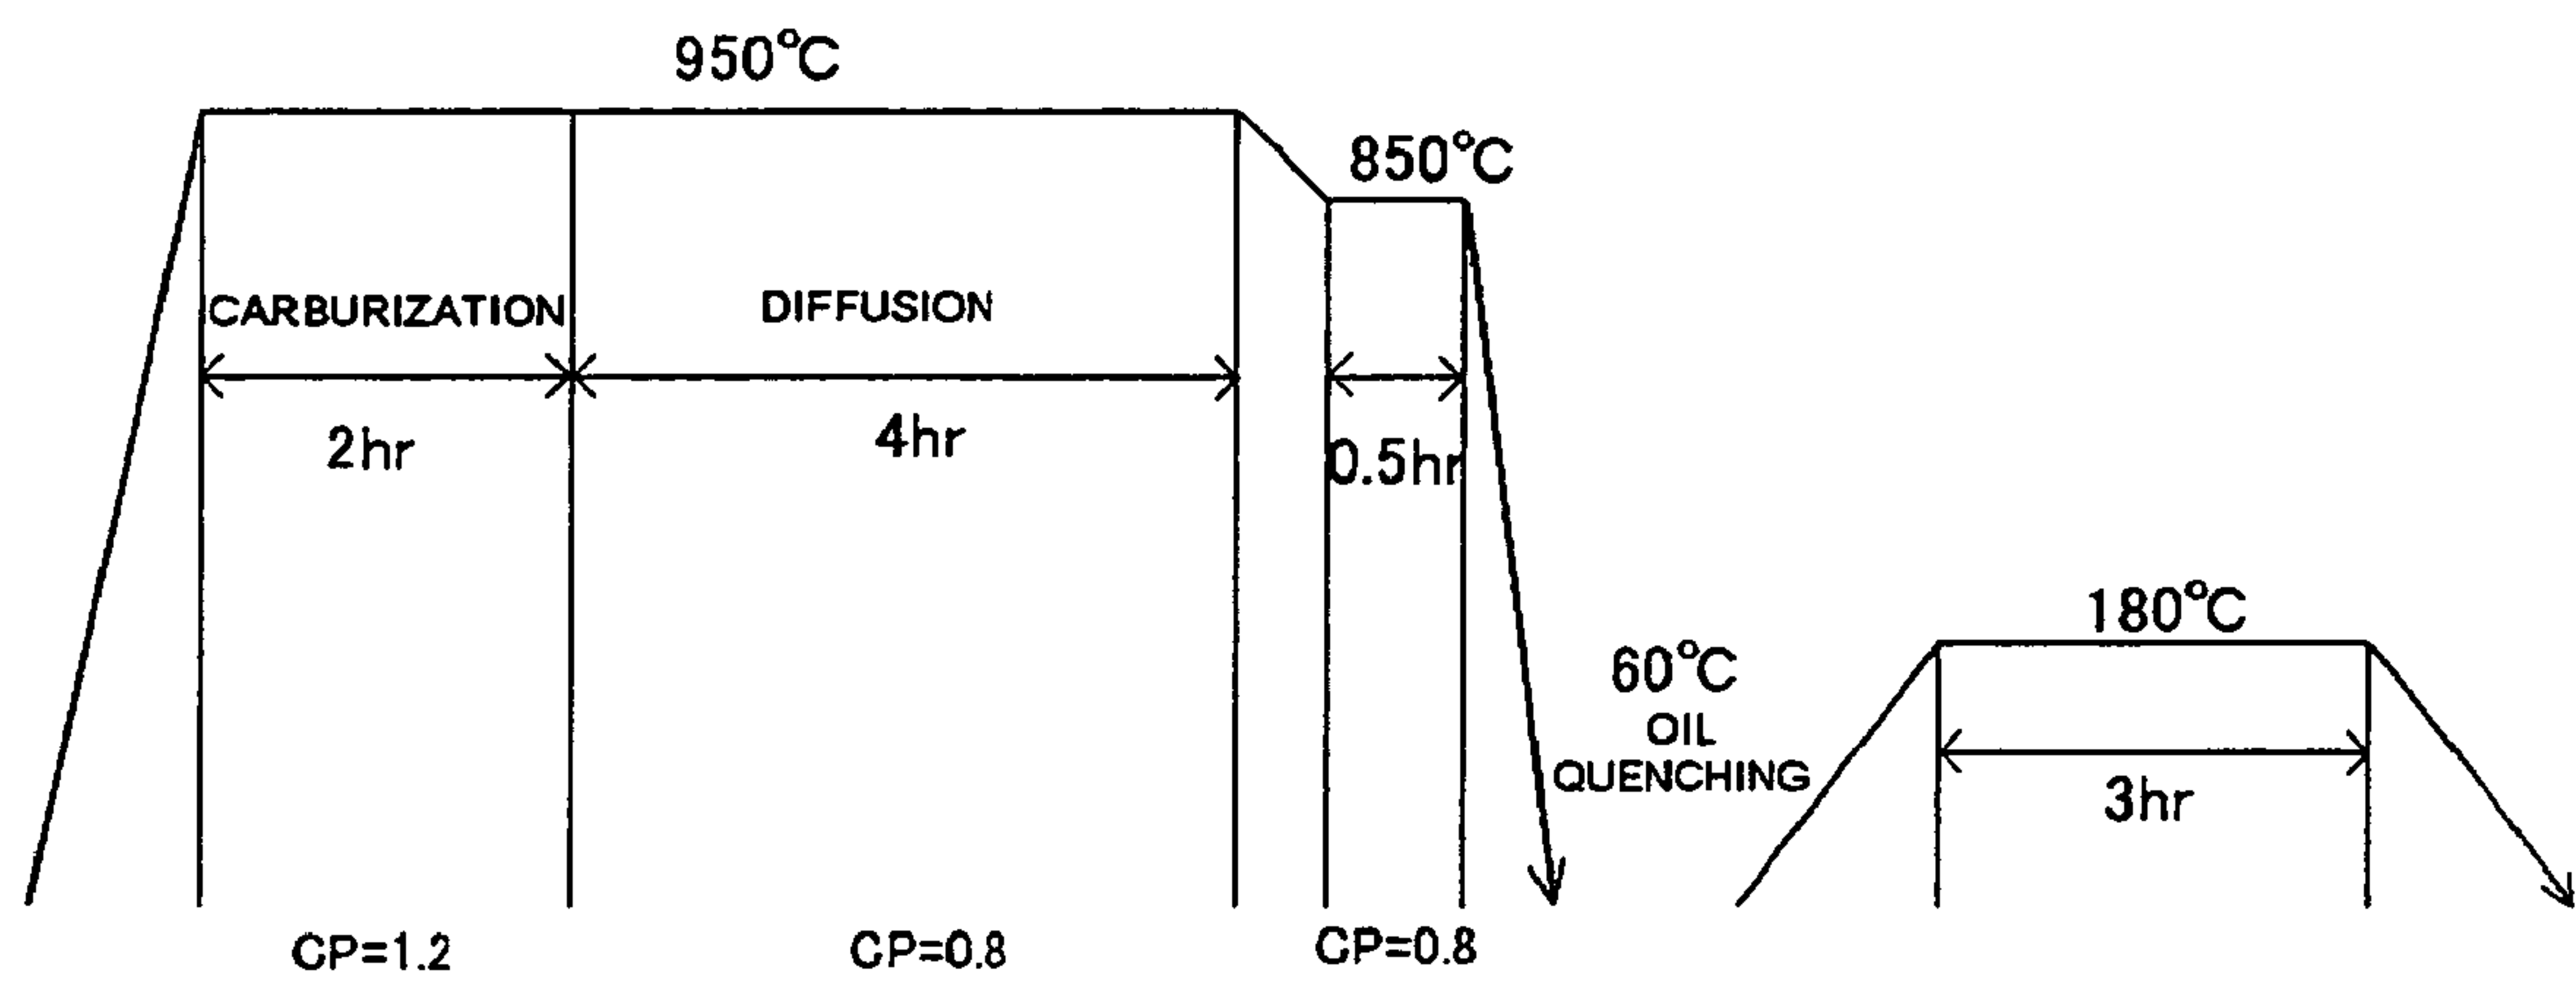 950°C
850°C
CARBURIZATION
DIFFUSION
2hr
4hr
0.5hr
180°C
60°C
OIL
QUENCHING
3hr
CP=1.2
CP=0.8
CP=0.8